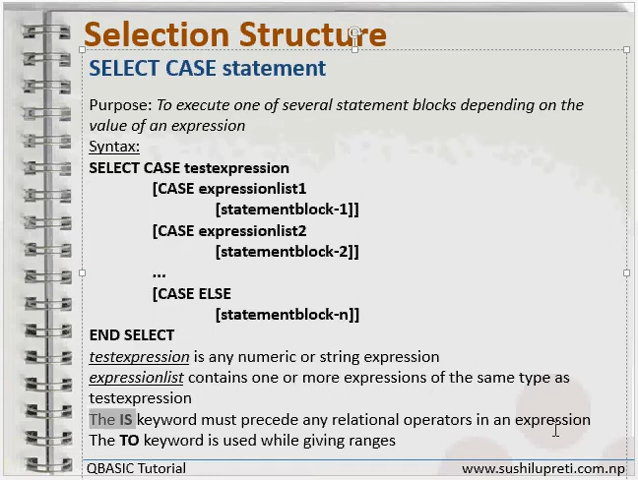 Selection Structure
SELECT CASE statement
Purpose: To execute one of several statement blocks depending on the
value of an expression
Syntax:
SELECT CASE testexpression
[CASE expressionlist1
[statementblock-1]]
[CASE expressionlist2
[statementblock-2]]
...
[CASE ELSE
[statementblock-n]]
END SELECT
testexpression is any numeric or string expression
expressionlist contains one or more expressions of the same type as
testexpression
The IS keyword must precede any relational operators in an expression
The TO keyword is used while giving ranges
QBASIC Tutorial www.sushilupreti.com.np